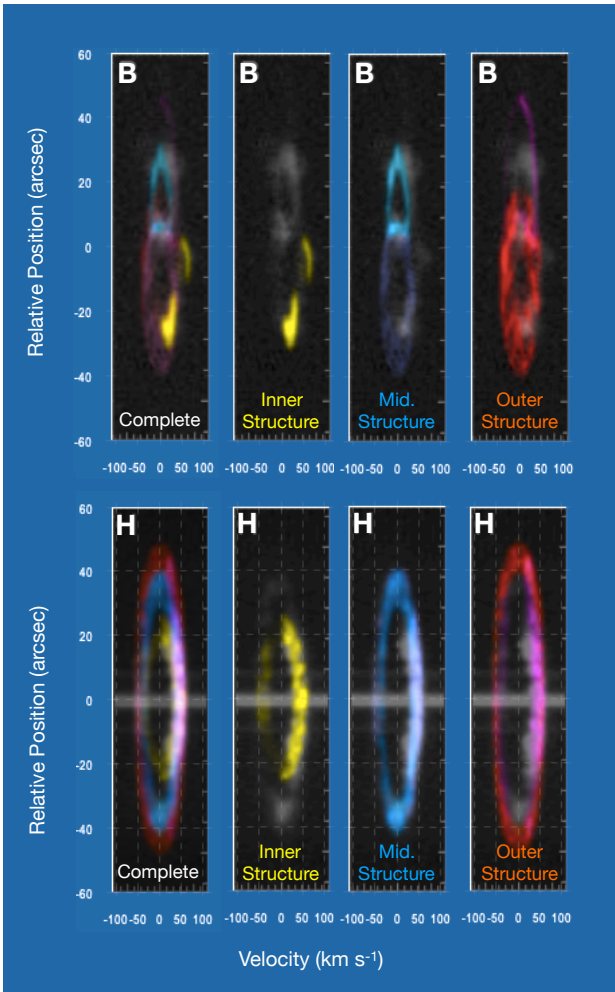 60
40
20
0
-20
-40
-60
Relative Position (arcsec)
B
Complete
B
Inner
Structure
B
Mid.
Structure
B
Outer
Structure
-100 -50 0 50 100
-100 -50 0 50 100
-100 -50 0 50 100
-100 -50 0 50 100
60
40
20
0
-20
-40
-60
Relative Position (arcsec)
H
Complete
H
Inner
Structure
H
Mid.
Structure
H
Outer
Structure
-100 -50 0 50 100
-100 -50 0 50 100
-100 -50 0 50 100
-100 -50 0 50 100
Velocity (km s⁻¹)